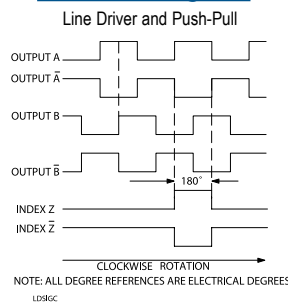 Line Driver and Push-Pull
OUTPUT A
OUTPUT A̅
OUTPUT B
OUTPUT B̅
180°
INDEX Z
INDEX Z̅
CLOCKWISE ROTATION
NOTE: ALL DEGREE REFERENCES ARE ELECTRICAL DEGREES
LDSIGC